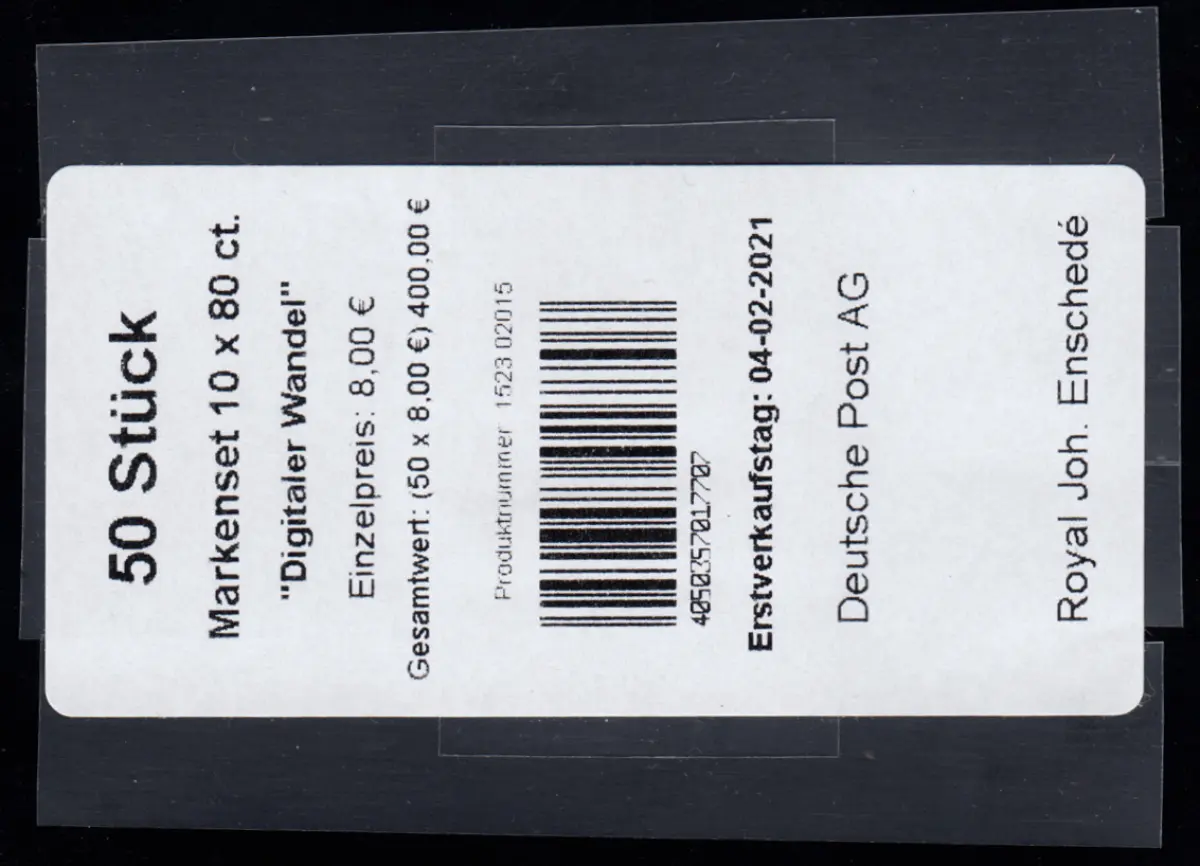 50 Stück
Markenset 10 x 80 ct.
"Digitaler Wandel"
Einzelpreis: 8,00 €
Gesamtwert: (50 x 8,00 €) 400,00 €
Produktnummer 1523 02015
4050357017707
Erstverkaufstag: 04-02-2021
Deutsche Post AG
Royal Joh. Enschedé